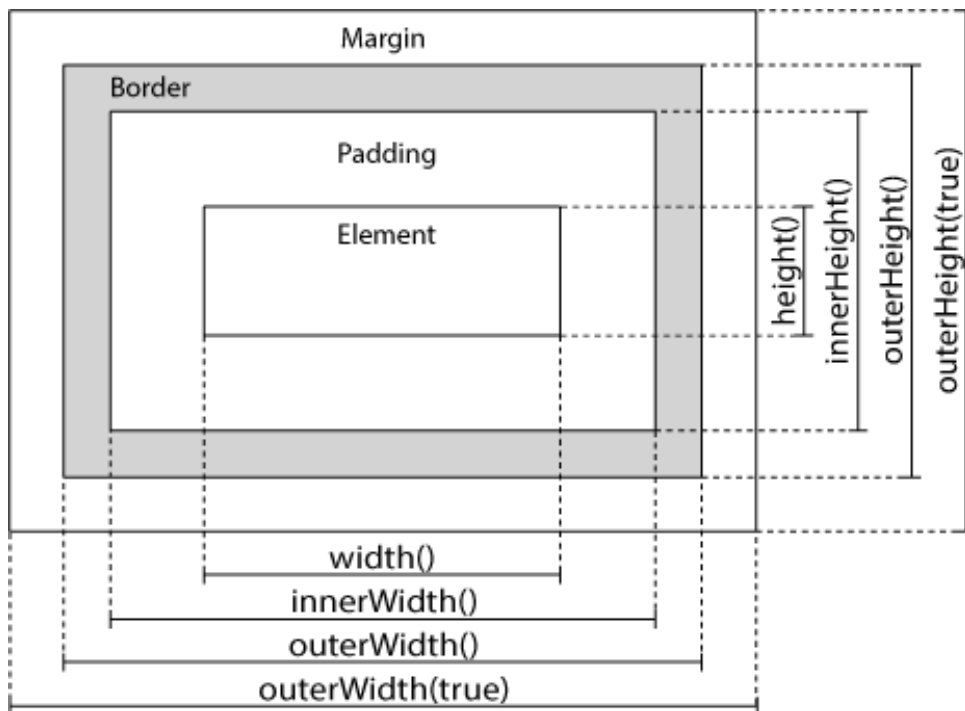 Margin
Border
Padding
Element
height()
innerHeight()
outerHeight()
outerHeight(true)
width()
innerWidth()
outerWidth()
outerWidth(true)